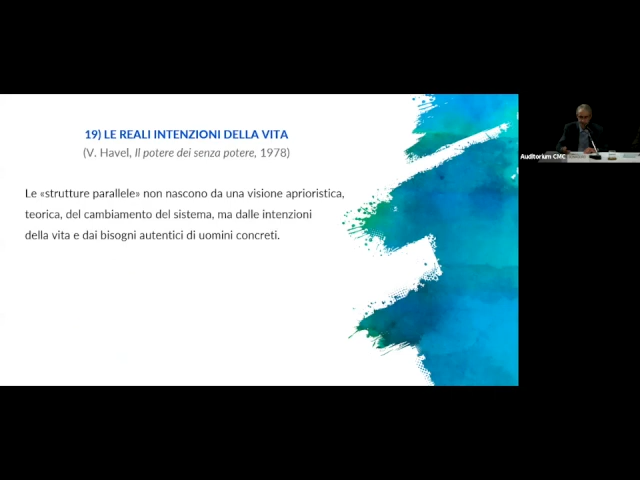 19) LE REALI INTENZIONI DELLA VITA
(V. Havel, Il potere dei senza potere, 1978)
Le «strutture parallele» non nascono da una visione aprioristica,
teorica, del cambiamento del sistema, ma dalle intenzioni
della vita e dai bisogni autentici di uomini concreti.
Auditorium CMC